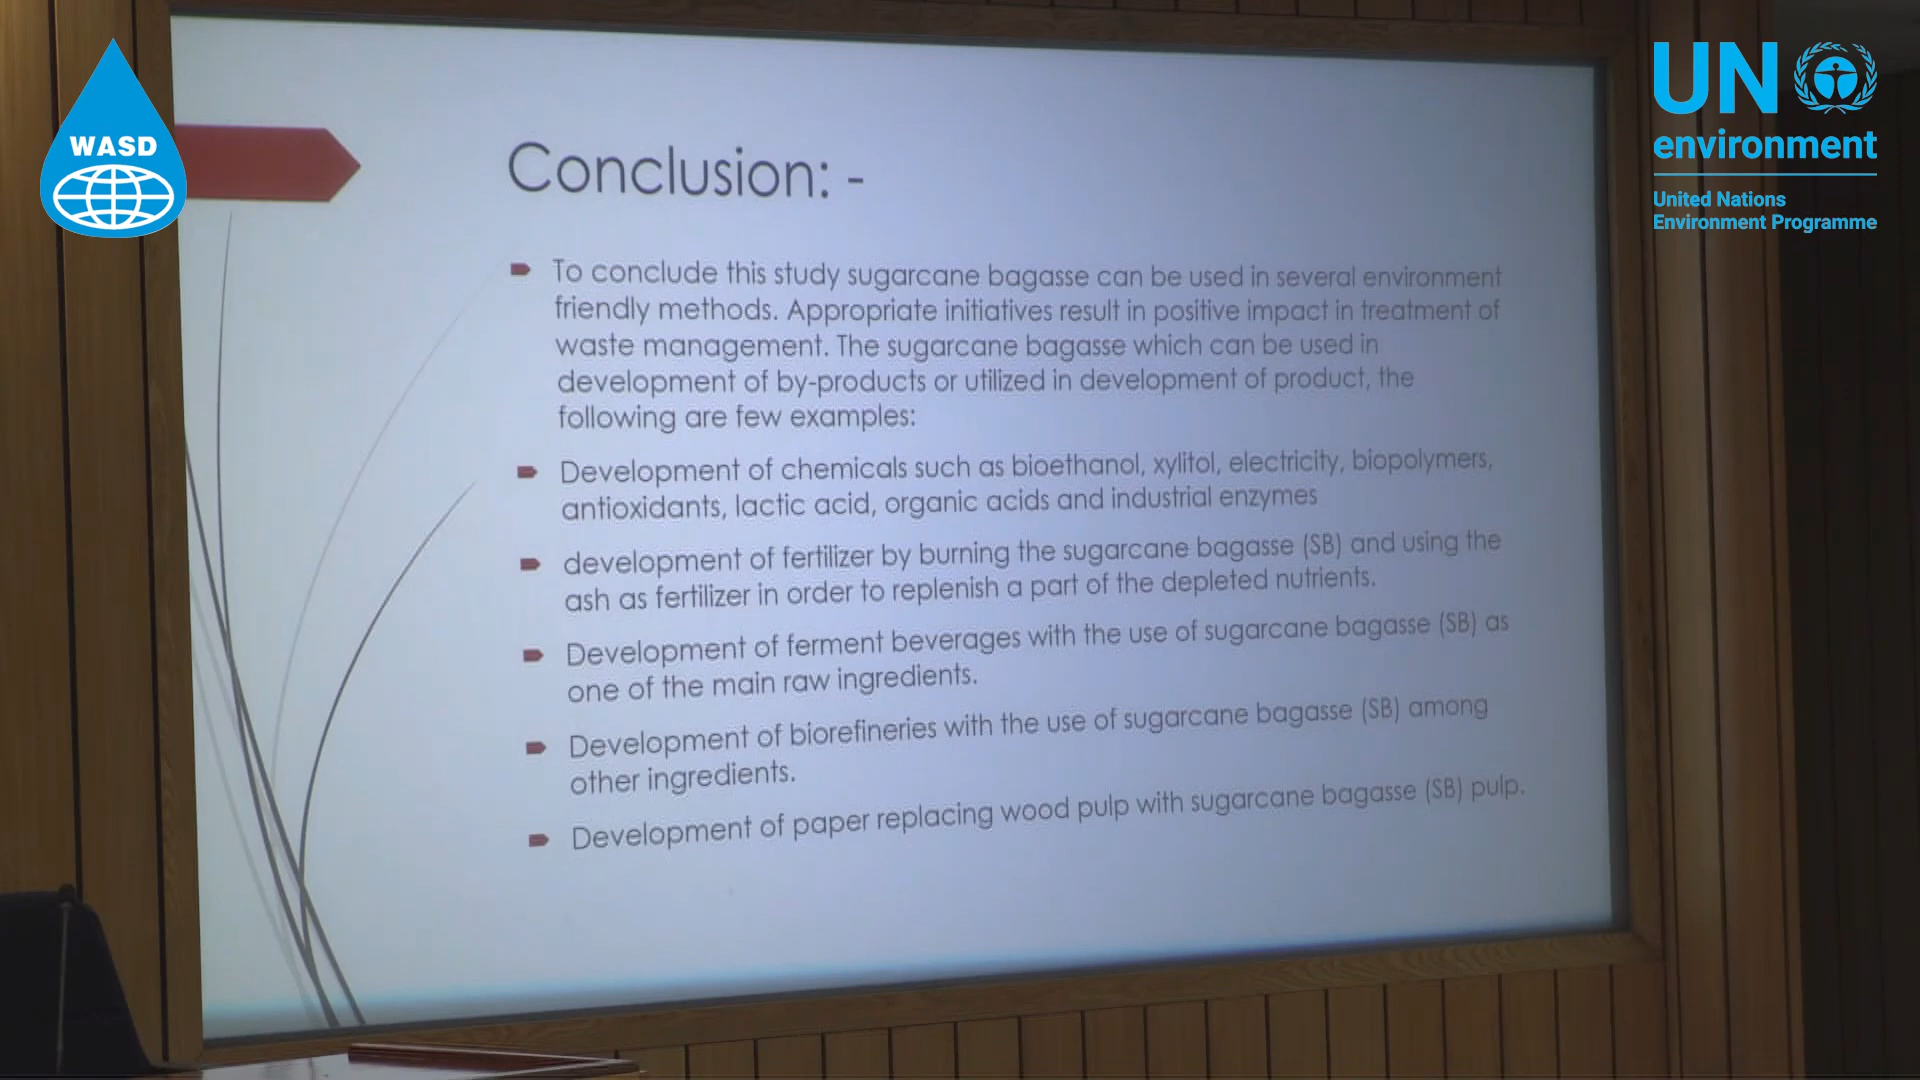 WASD
UN
environment
United Nations
Environment Programme
Conclusion: -
To conclude this study sugarcane bagasse can be used in several environment
friendly methods. Appropriate initiatives result in positive impact in treatment of
waste management. The sugarcane bagasse which can be used in
development of by-products or utilized in development of product, the
following are few examples:
Development of chemicals such as bioethanol, xylitol, electricity, biopolymers,
antioxidants, lactic acid, organic acids and industrial enzymes
development of fertilizer by burning the sugarcane bagasse (SB) and using the
ash as fertilizer in order to replenish a part of the depleted nutrients.
Development of ferment beverages with the use of sugarcane bagasse (SB) as
one of the main raw ingredients.
Development of biorefineries with the use of sugarcane bagasse (SB) among
other ingredients.
Development of paper replacing wood pulp with sugarcane bagasse (SB) pulp.